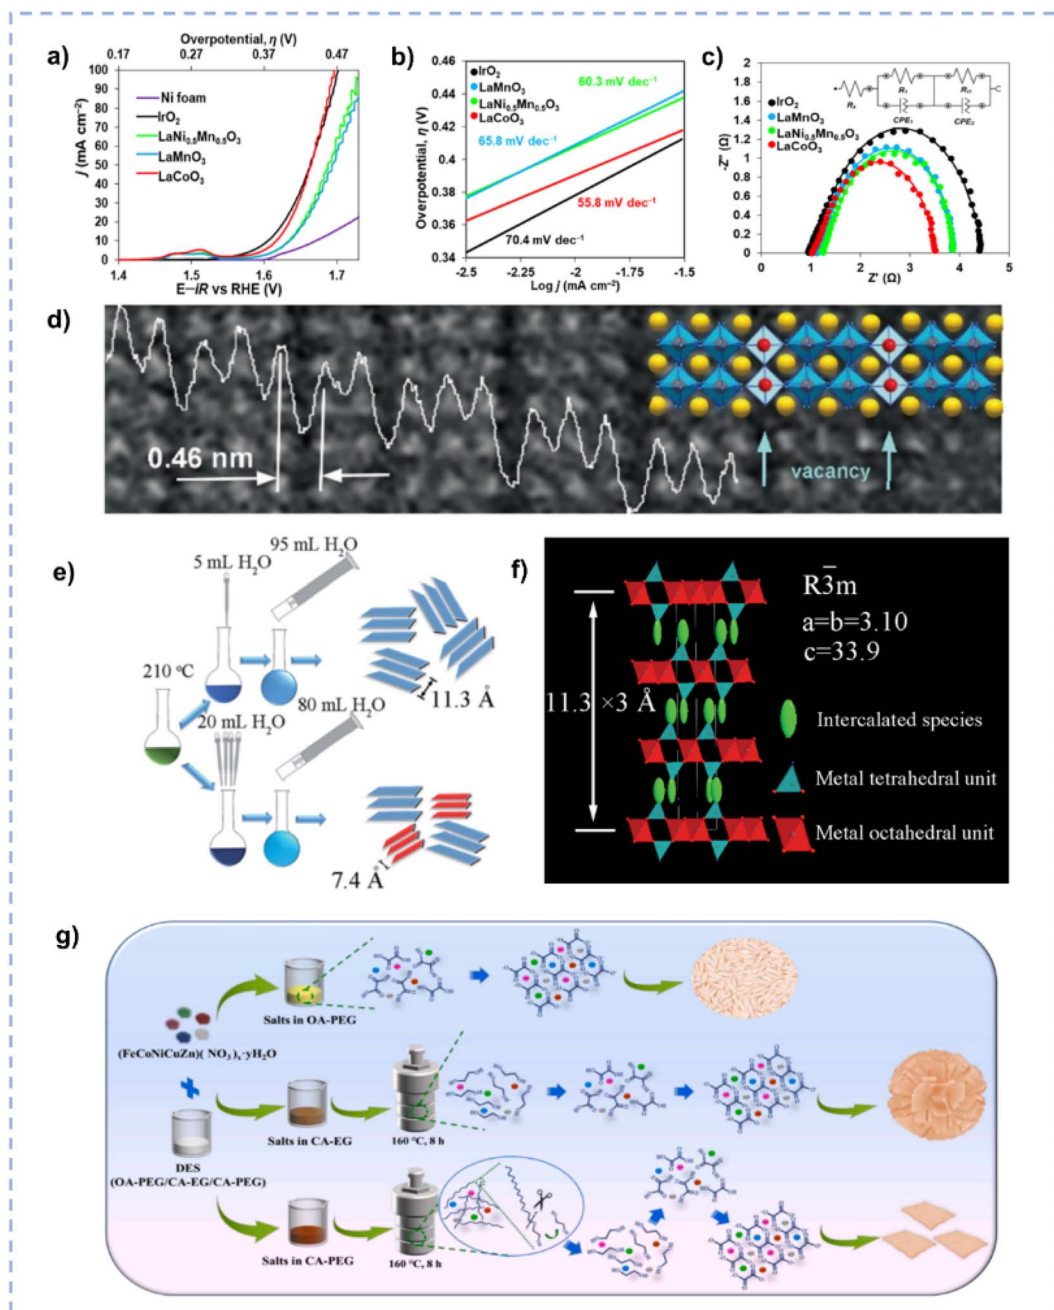 a)
Overpotential, η (V)
0.17 0.27 0.37 0.47
100
90
80
70
60
50
40
30
20
10
0
j (mA cm⁻²)
Ni foam
IrO₂
LaNi₀.₅Mn₀.₅O₃
LaMnO₃
LaCoO₃
1.4 1.5 1.6 1.7
E–iR vs RHE (V)
b)
0.46
0.44
0.42
0.4
0.38
0.36
0.34
Overpotential, η (V)
IrO₂
LaMnO₃
LaNi₀.₅Mn₀.₅O₃
LaCoO₃
60.3 mV dec⁻¹
65.8 mV dec⁻¹
55.8 mV dec⁻¹
70.4 mV dec⁻¹
-2.5 -2.25 -2 -1.75 -1.5
Log j (mA cm⁻²)
c)
-2
-1.8
-1.6
-1.4
-1.2
-1
-0.8
-0.6
-0.4
-0.2
0
-Z'' (Ω)
IrO₂
LaMnO₃
LaNi₀.₅Mn₀.₅O₃
LaCoO₃
CPE₁ CPE₂
0 1 2 3 4 5
Z' (Ω)
d)
0.46 nm
vacancy
e)
5 mL H₂O
95 mL H₂O
210 °C
11.3 Å
20 mL H₂O
80 mL H₂O
7.4 Å
f)
R3̅m
a=b=3.10
c=33.9
11.3 ×3 Å
Intercalated species
Metal tetrahedral unit
Metal octahedral unit
g)
Salts in OA-PEG
(FeCoNiCuZn)( NO₃)ₓ·yH₂O
Salts in CA-EG
160 °C, 8 h
DES
(OA-PEG/CA-EG/CA-PEG)
Salts in CA-PEG
160 °C, 8 h